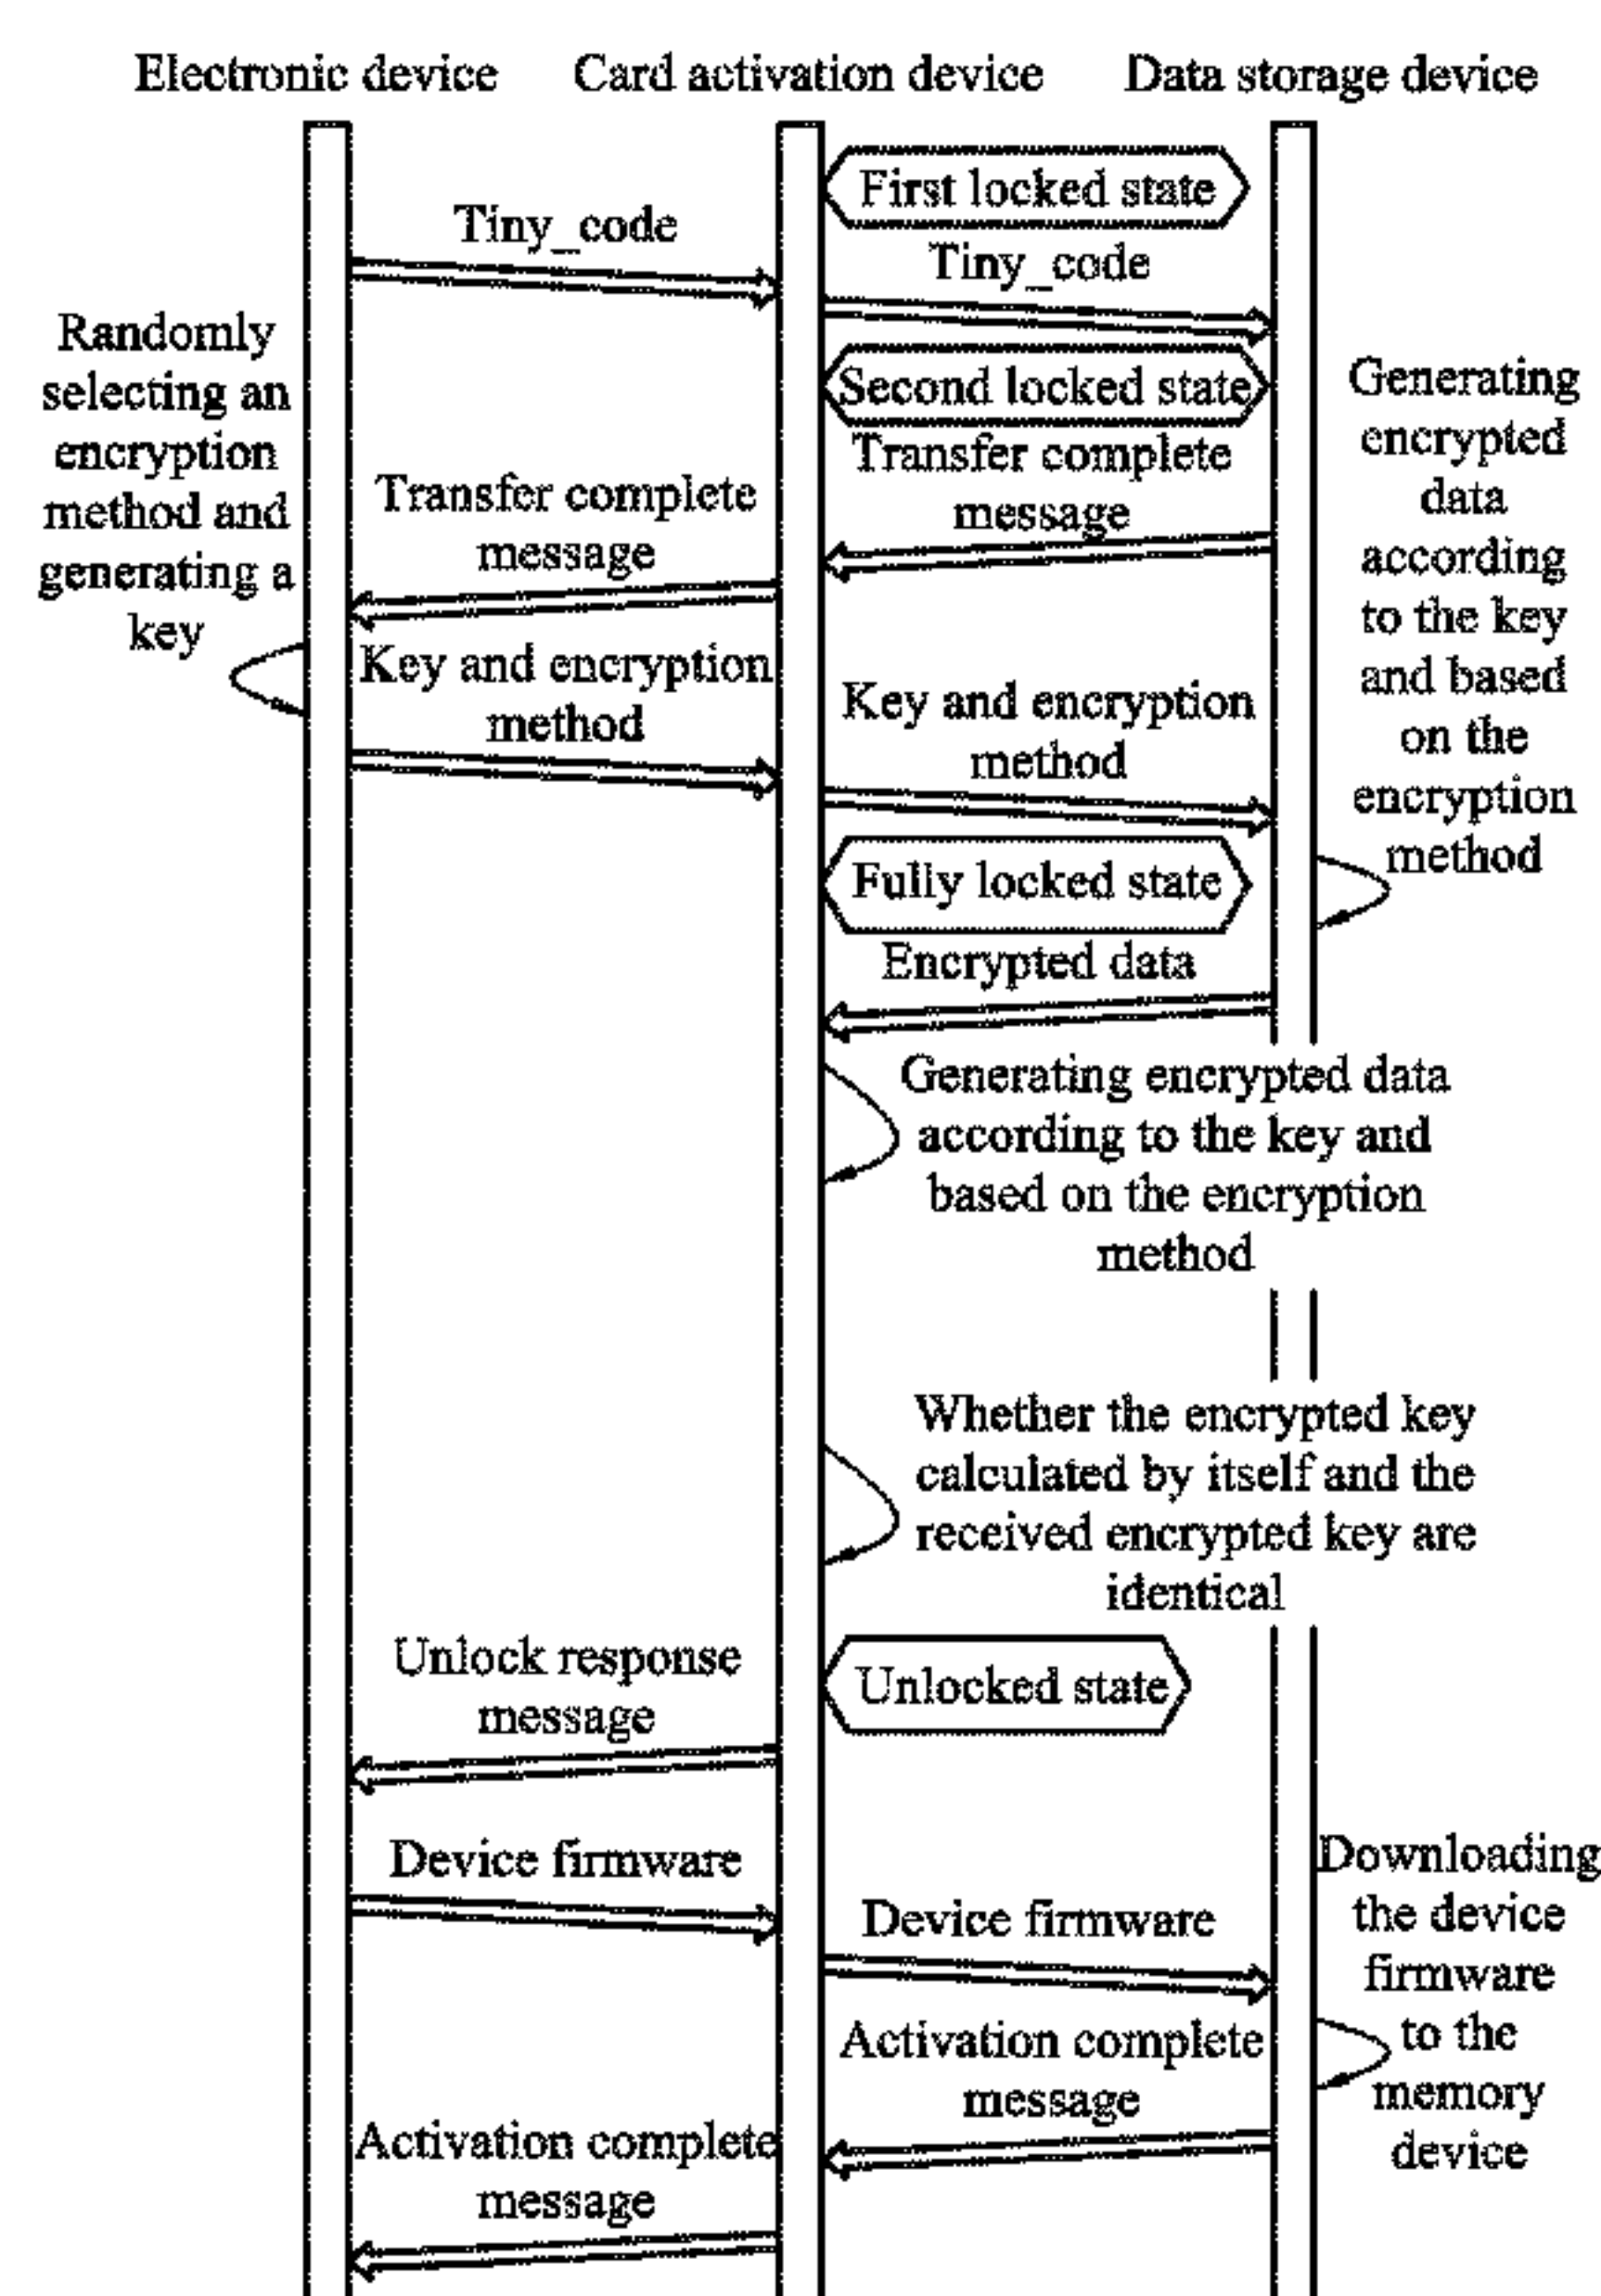 Electronic device
Card activation device
Data storage device
First locked state
Tiny_code
Tiny_code
Randomly
selecting an
encryption
method and
generating a
key
Second locked state
Generating
encrypted
data
according
to the key
and based
on the
encryption
method
Transfer complete
message
Transfer complete
message
Key and encryption
method
Key and encryption
method
Fully locked state
Encrypted data
Generating encrypted data
according to the key and
based on the encryption
method
Whether the encrypted key
calculated by itself and the
received encrypted key are
identical
Unlocked state
Unlock response
message
Device firmware
Device firmware
Downloading
the device
firmware
to the
memory
device
Activation complete
message
Activation complete
message